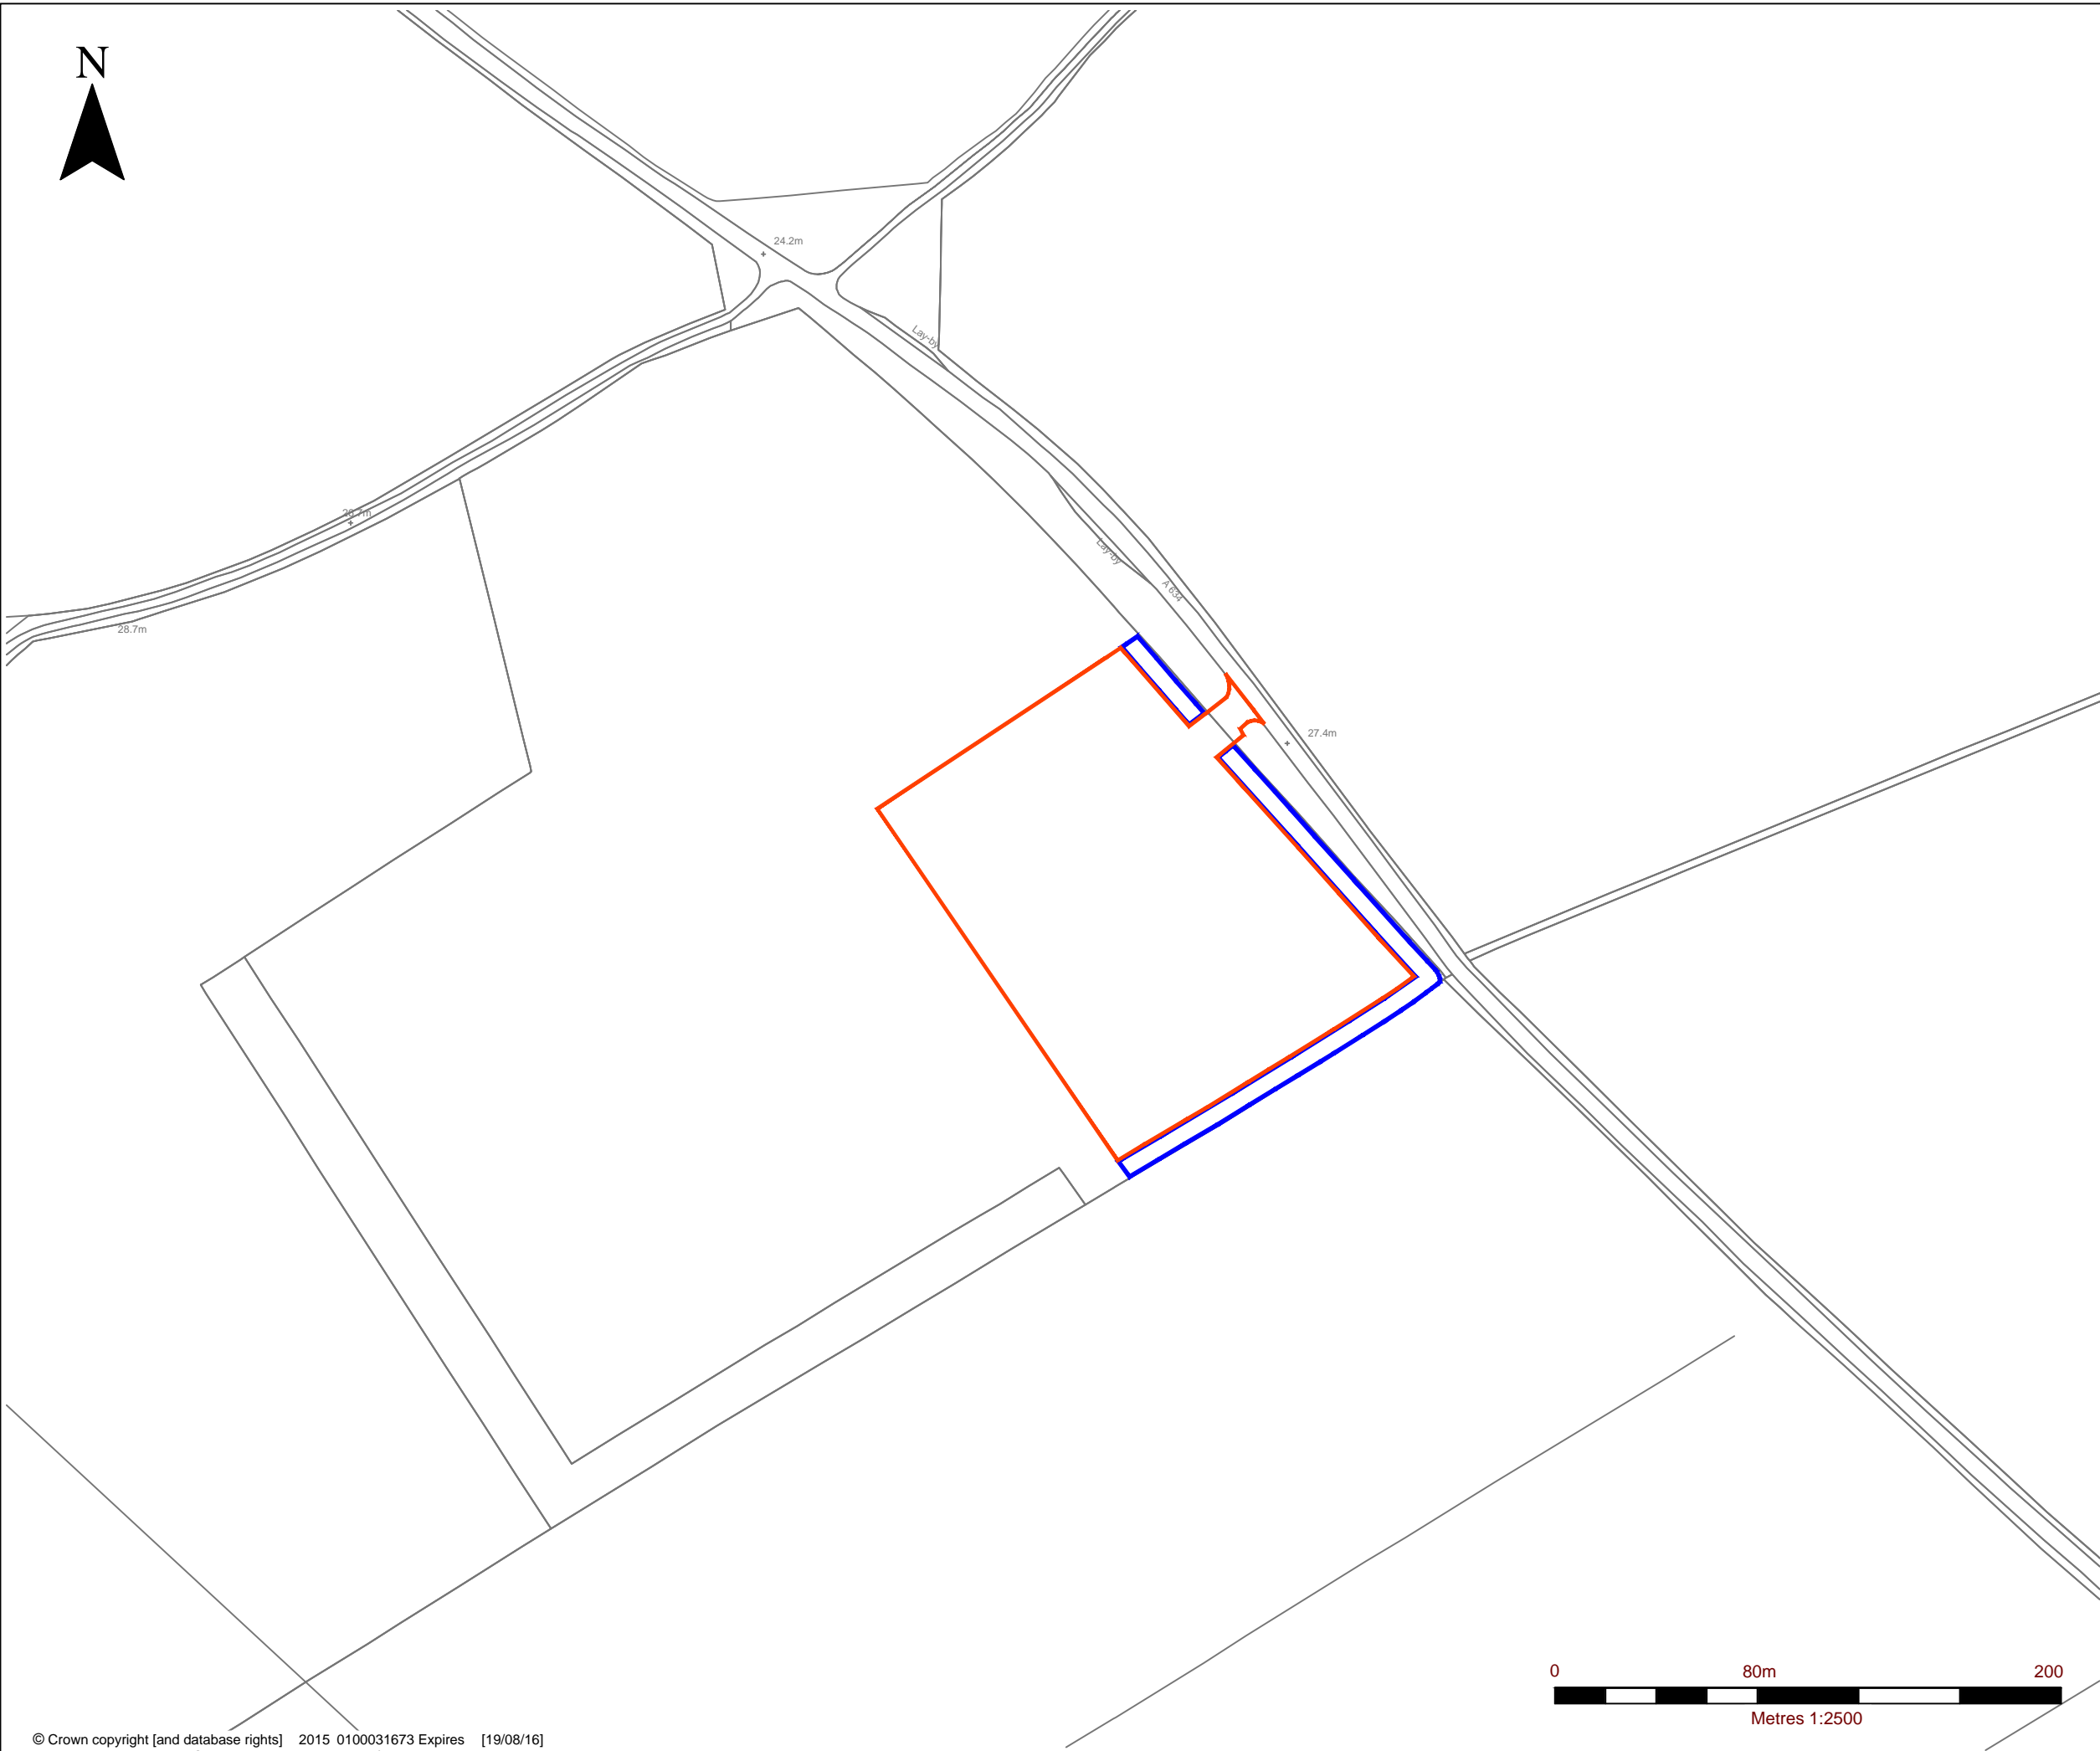 N
24.2m
Lay-by
Lay-by
A 634
28.7m
27.4m
0 80m 200
Metres 1:2500
© Crown copyright [and database rights] 2015 0100031673 Expires [19/08/16]